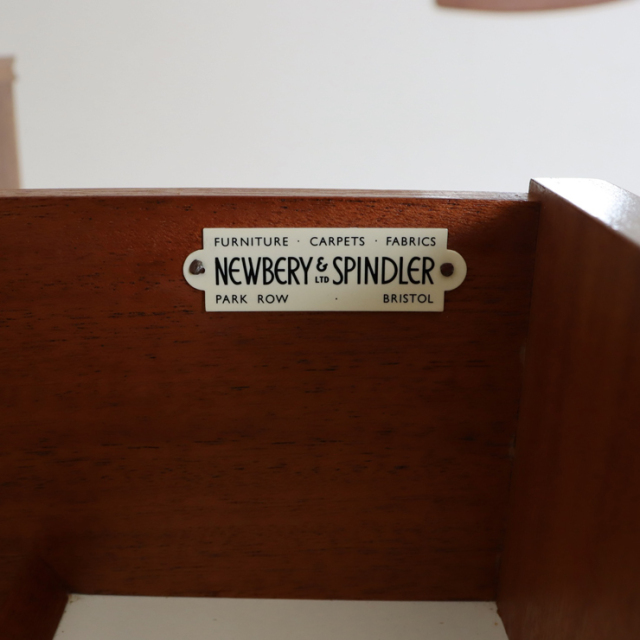 FURNITURE · CARPETS · FABRICS
NEWBERY & LTD SPINDLER
PARK ROW · BRISTOL